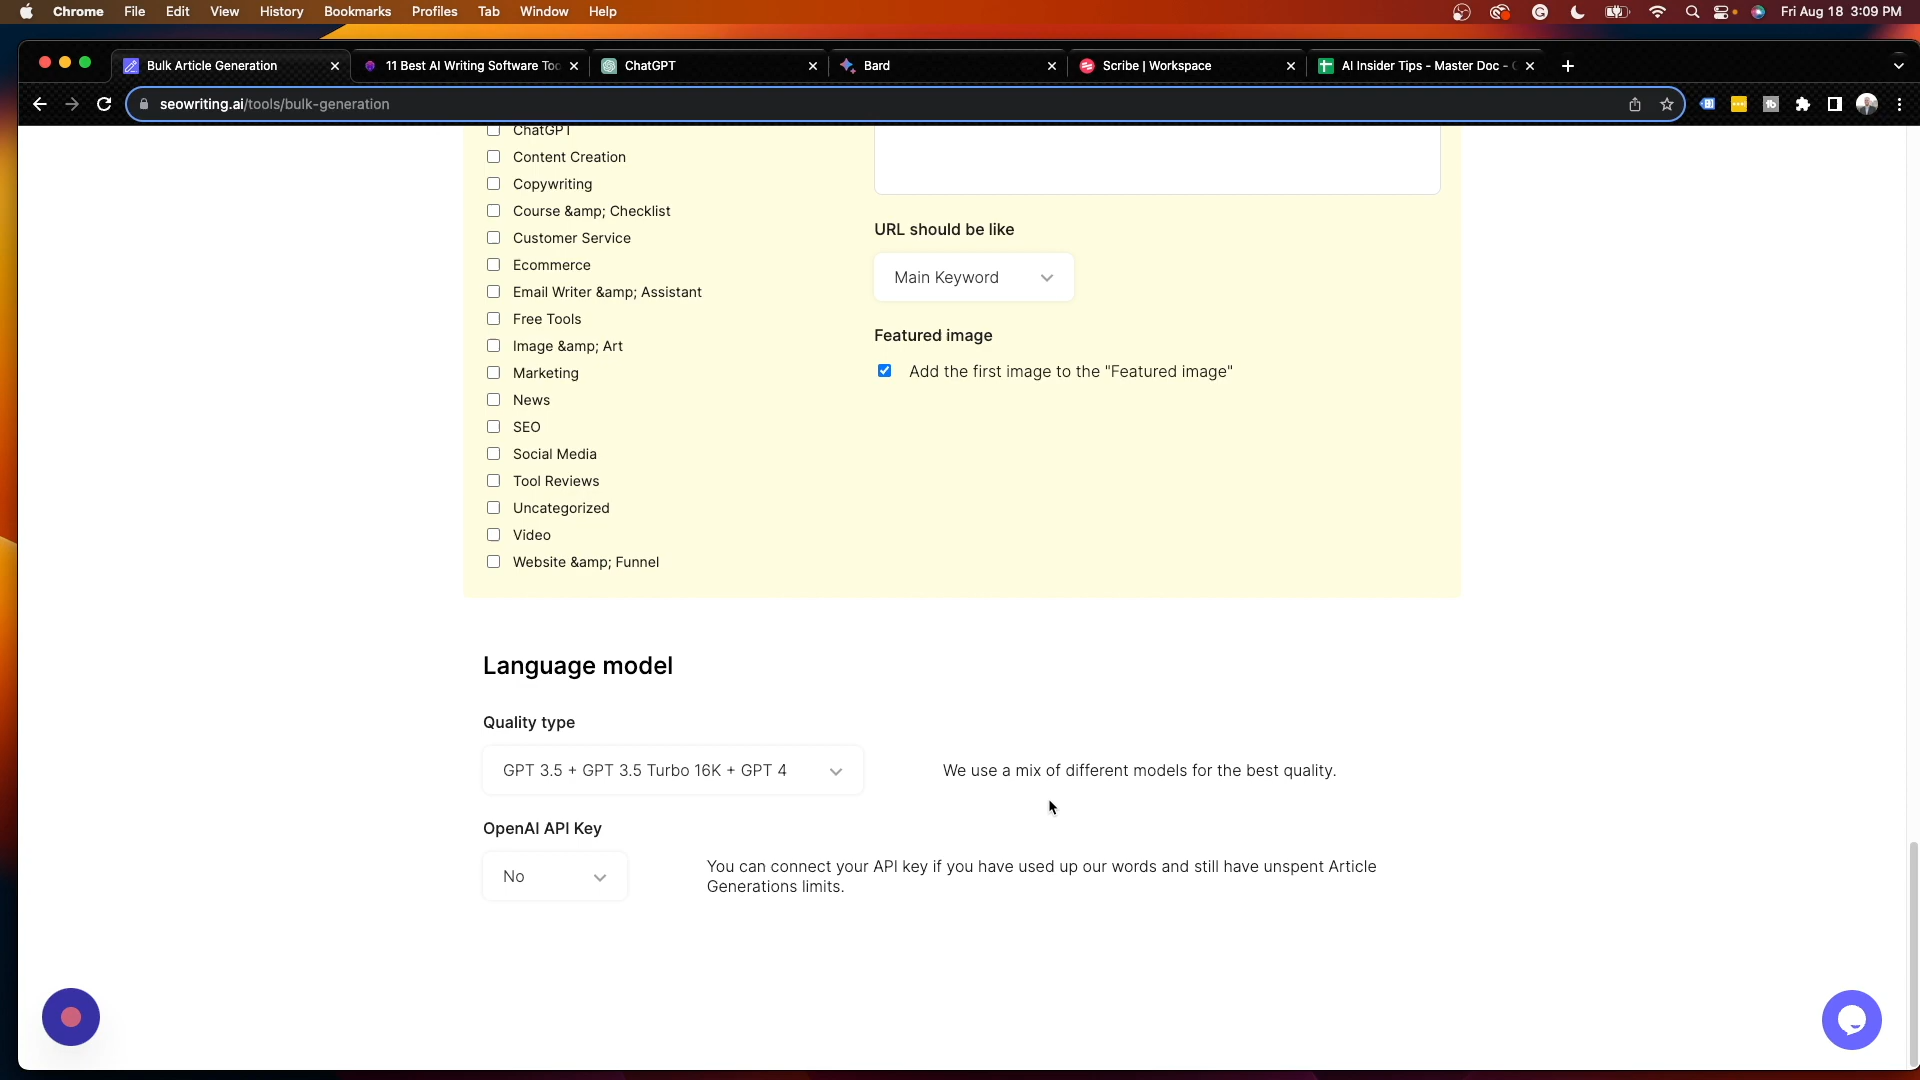 Chrome File Edit View History Bookmarks Profiles Tab Window Help Fri Aug 18 3:09 PM
Bulk Article Generation
11 Best AI Writing Software Too
ChatGPT
Bard
Scribe | Workspace
AI Insider Tips - Master Doc -
seowriting.ai/tools/bulk-generation
ChatGPT
Content Creation
Copywriting
Course &amp; Checklist
Customer Service
Ecommerce
Email Writer &amp; Assistant
Free Tools
Image &amp; Art
Marketing
News
SEO
Social Media
Tool Reviews
Uncategorized
Video
Website &amp; Funnel
URL should be like
Main Keyword
Featured image
Add the first image to the "Featured image"
Language model
Quality type
GPT 3.5 + GPT 3.5 Turbo 16K + GPT 4
We use a mix of different models for the best quality.
OpenAI API Key
No
You can connect your API key if you have used up our words and still have unspent Article
Generations limits.